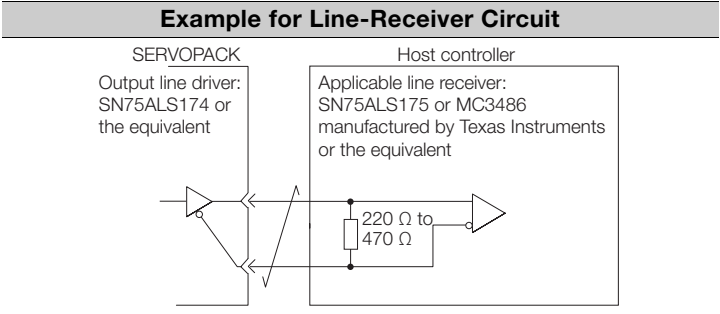 Example for Line-Receiver Circuit
SERVOPACK
Host controller
Output line driver:
SN75ALS174 or
the equivalent
Applicable line receiver:
SN75ALS175 or MC3486
manufactured by Texas Instruments
or the equivalent
220 Ω to
470 Ω